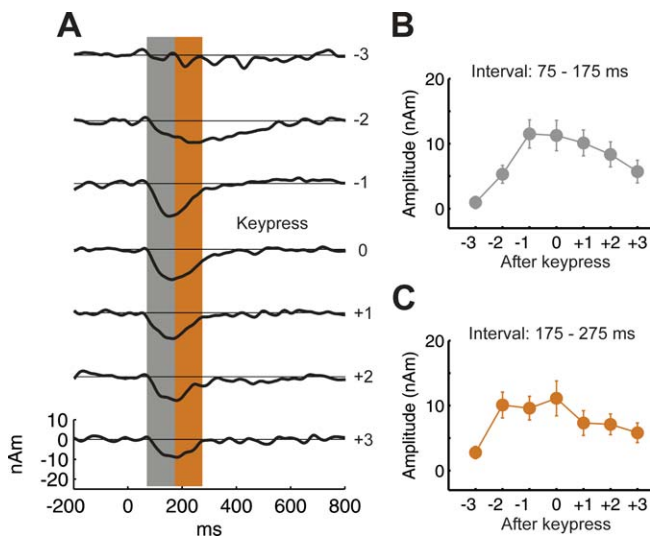 A
-3
-2
-1
Keypress
0
+1
+2
+3
10
0
-10
-20
nAm
-200 0 200 400 600 800
ms
B
Interval: 75 - 175 ms
20
10
0
Amplitude (nAm)
-3 -2 -1 0 +1 +2 +3
After keypress
C
Interval: 175 - 275 ms
20
10
0
Amplitude (nAm)
-3 -2 -1 0 +1 +2 +3
After keypress